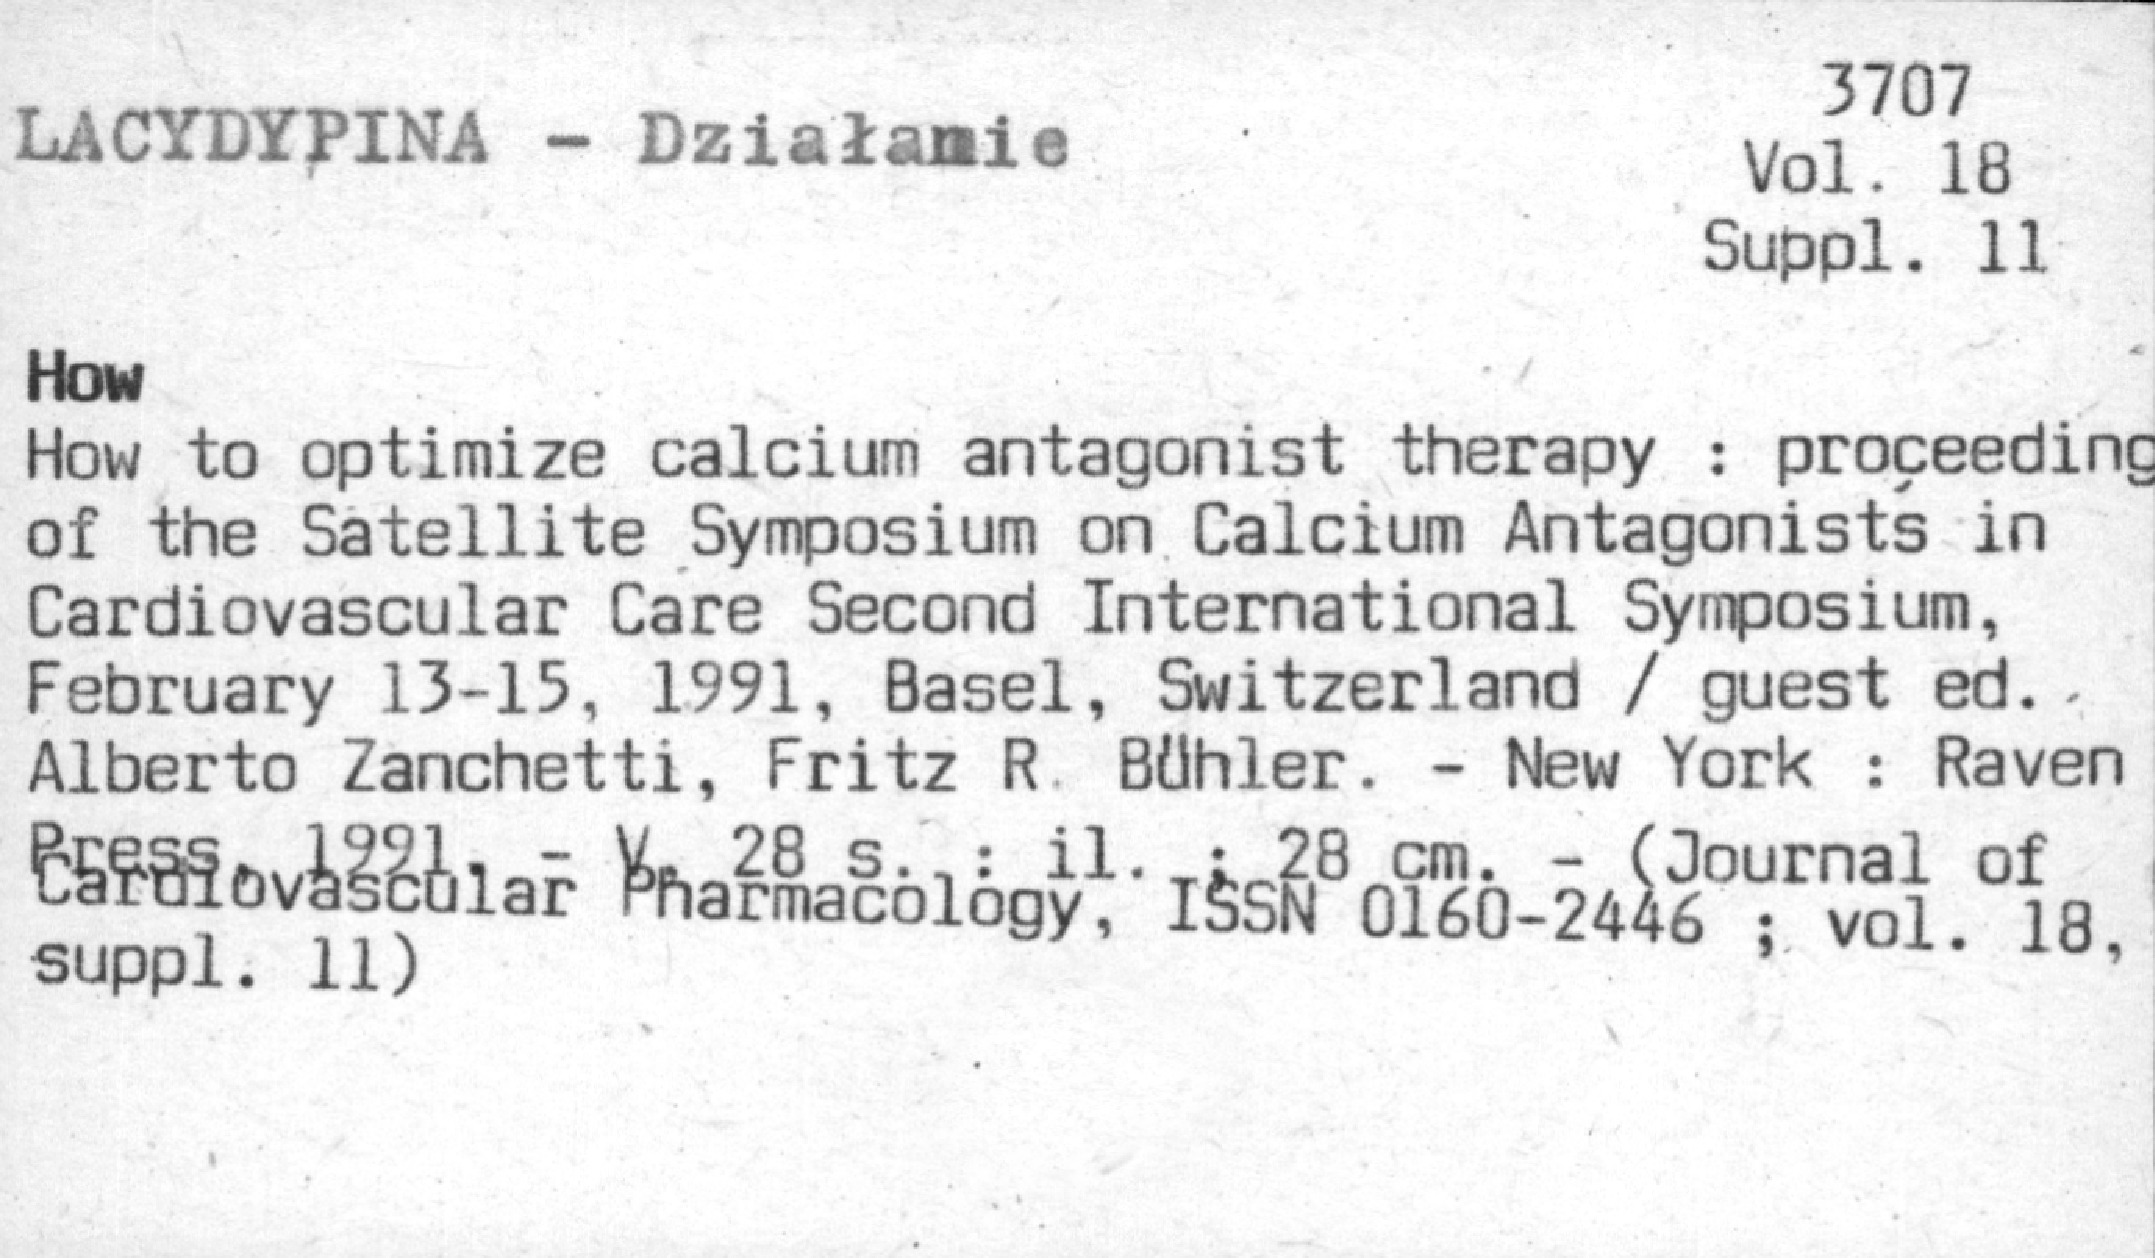 LACYDYPINA - Działanie
3707
Vol. 18
Suppl. 11
How
How to optimize calcium antagonist therapy : proceeding
of the Satellite Symposium on Calcium Antagonists in
Cardiovascular Care Second International Symposium,
February 13-15, 1991, Basel, Switzerland / guest ed.
Alberto Zanchetti, Fritz R. Bühler. - New York : Raven
Press, 1991. - V, 28 s. : il. ; 28 cm. - (Journal of
Cardiovascular Pharmacology, ISSN 0160-2446 ; vol. 18,
suppl. 11)